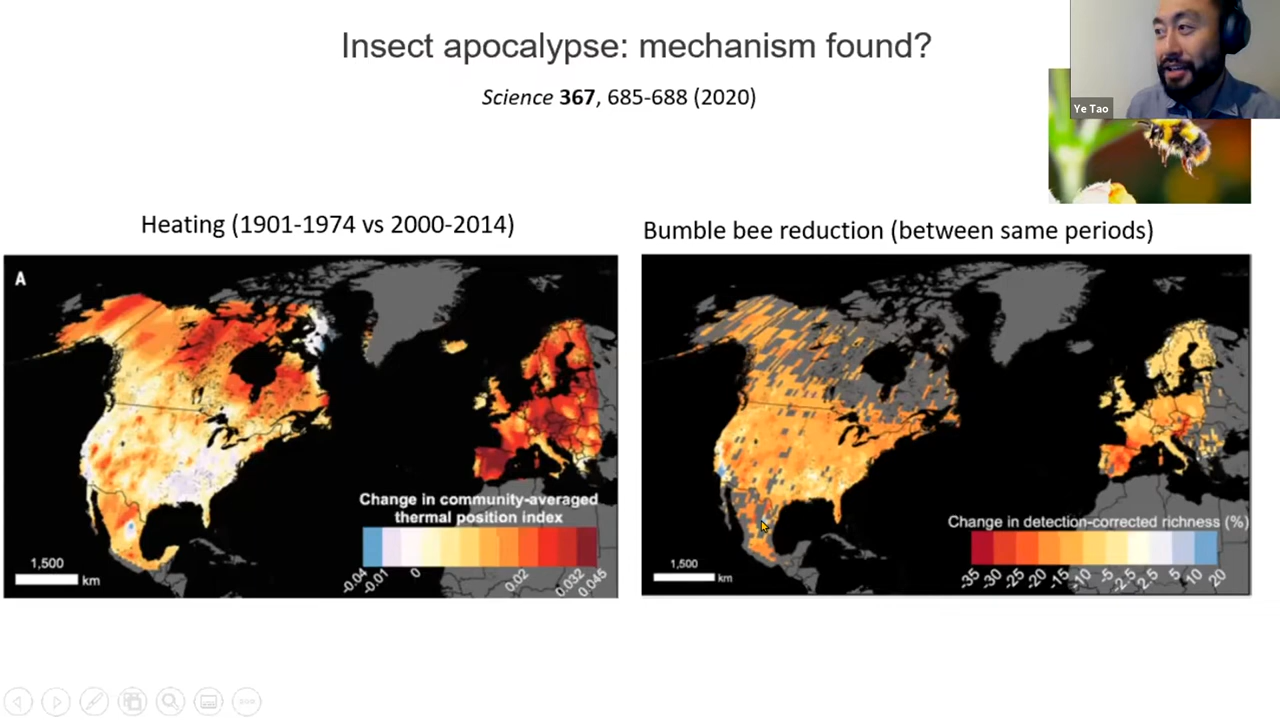 Insect apocalypse: mechanism found?
Science 367, 685-688 (2020)
Ye Tao
Heating (1901-1974 vs 2000-2014)
Bumble bee reduction (between same periods)
A
Change in community-averaged
thermal position index
-0.04 -0.01 0 0.02 0.032 0.045
1,500
km
Change in detection-corrected richness (%)
-35 -30 -25 -20 -15 -10 -5 -2.5 2.5 5 10 20
1,500
km